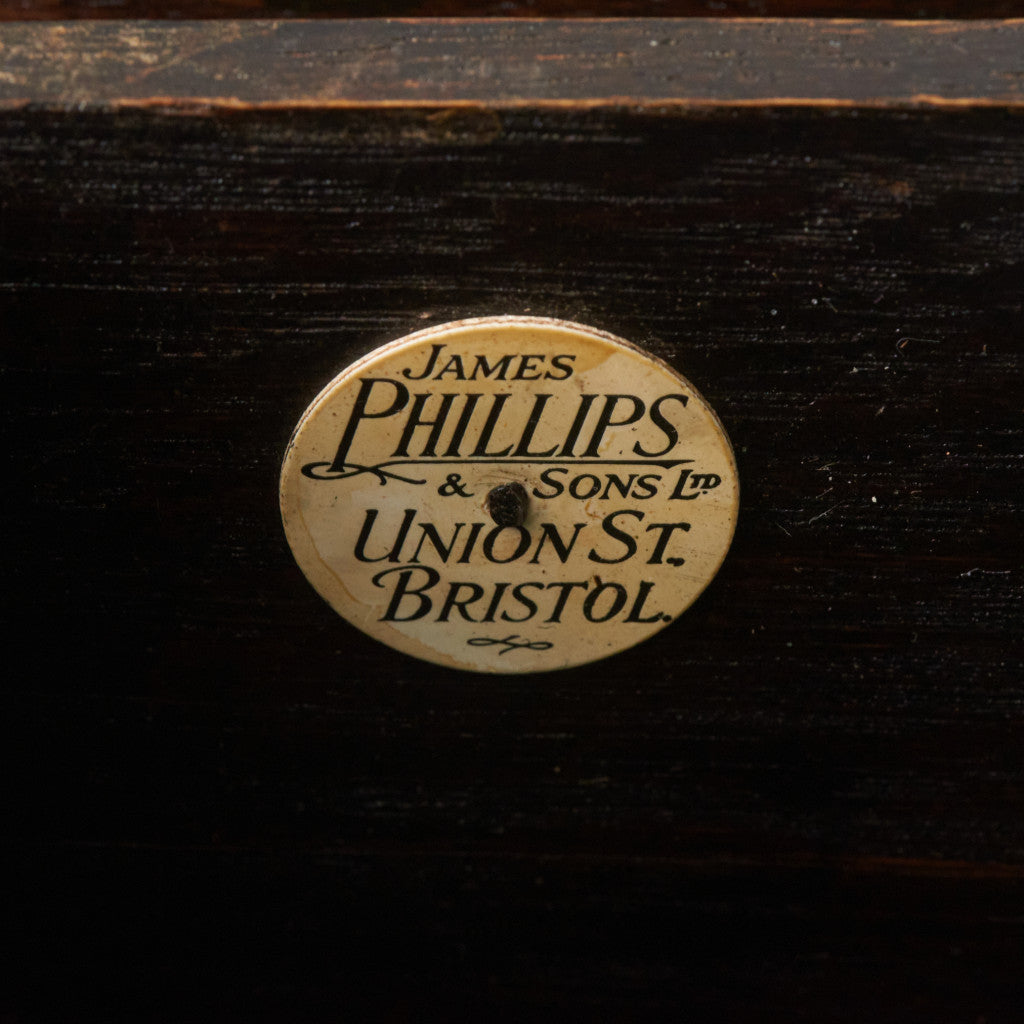 JAMES
PHILLIPS
& SONS LTD.
UNION ST.
BRISTOL.